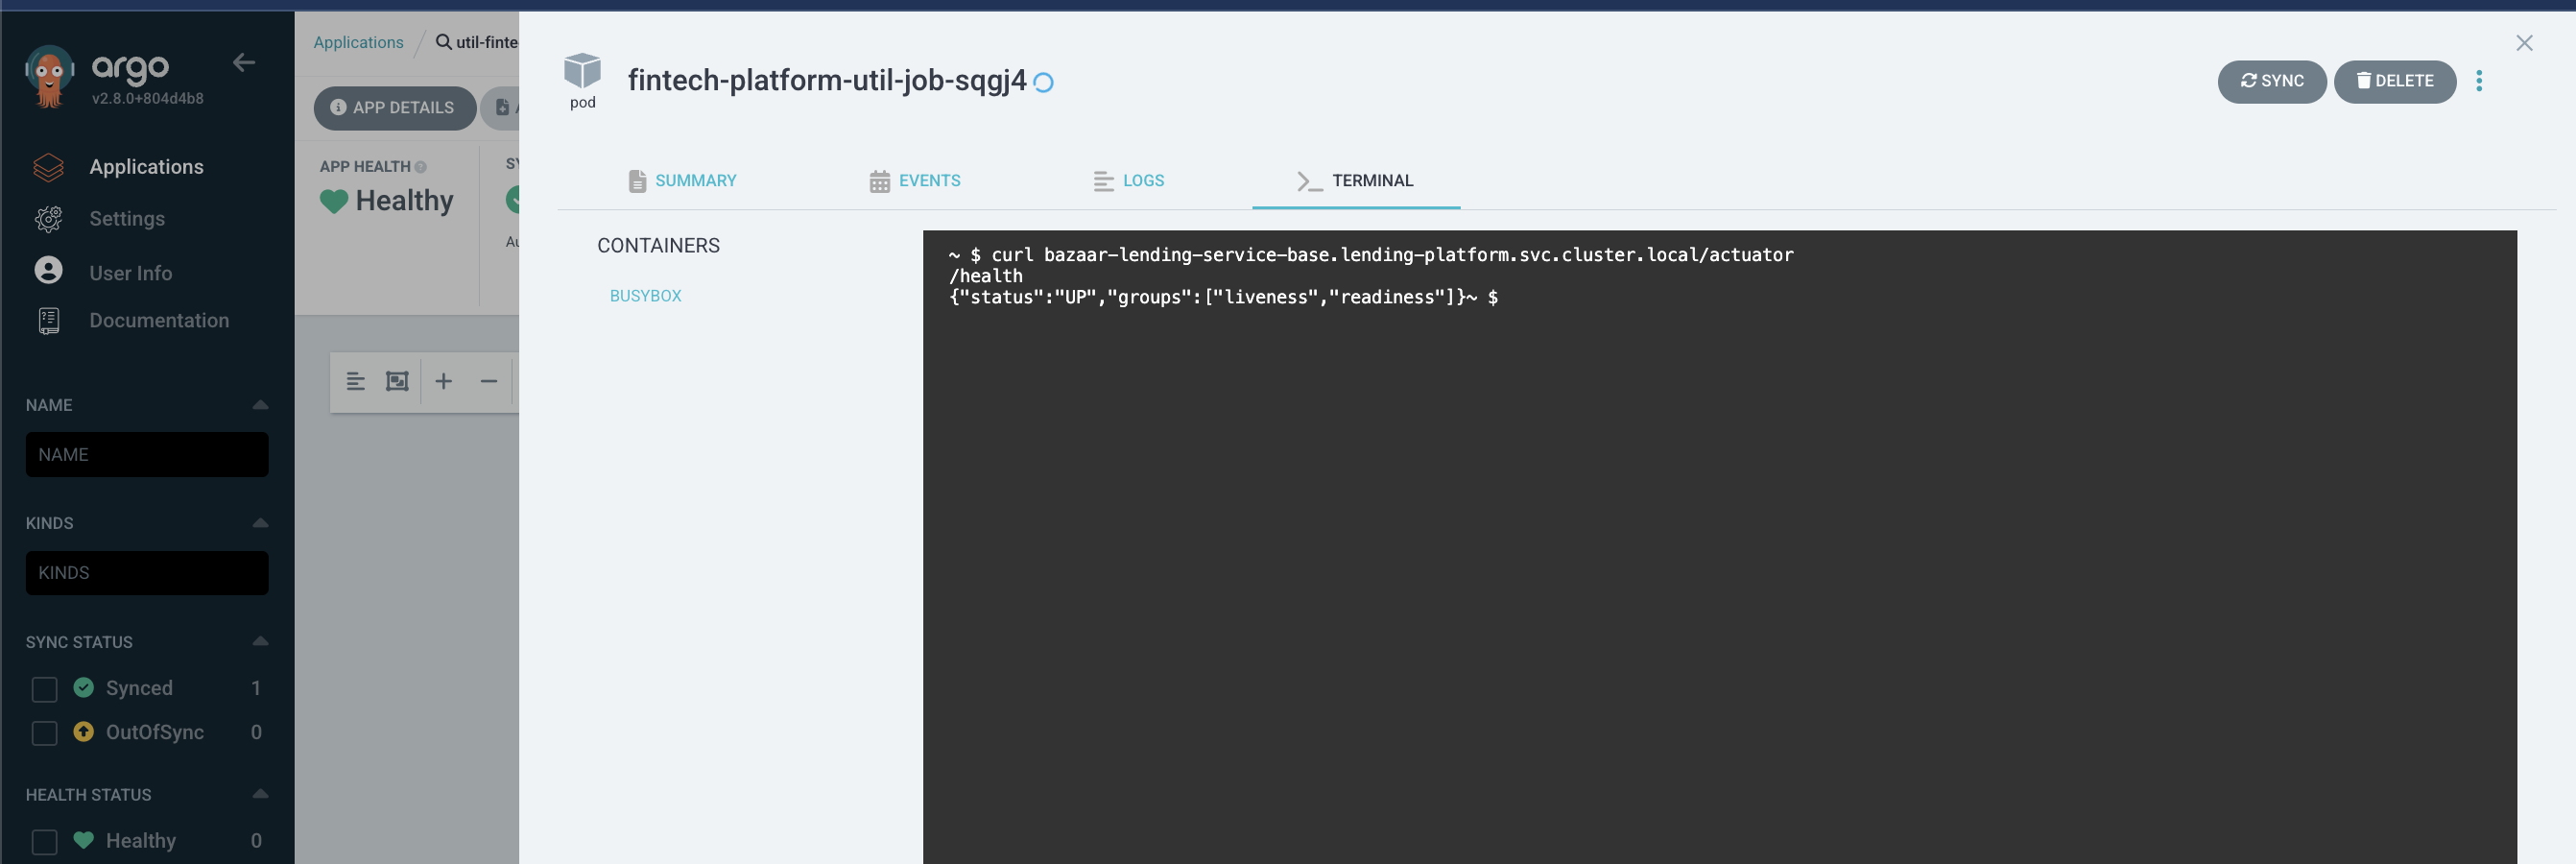 argo
v2.8.0+804d4b8
Applications
Settings
User Info
Documentation
NAME
NAME
KINDS
KINDS
SYNC STATUS
Synced 1
OutOfSync 0
HEALTH STATUS
Healthy 0
Applications / util-finte
APP DETAILS
APP HEALTH
Healthy
SY
Au
pod
fintech-platform-util-job-sqgj4
SYNC
DELETE
SUMMARY
EVENTS
LOGS
TERMINAL
CONTAINERS
BUSYBOX
~ $ curl bazaar-lending-service-base.lending-platform.svc.cluster.local/actuator
/health
{"status":"UP","groups":["liveness","readiness"]}~ $